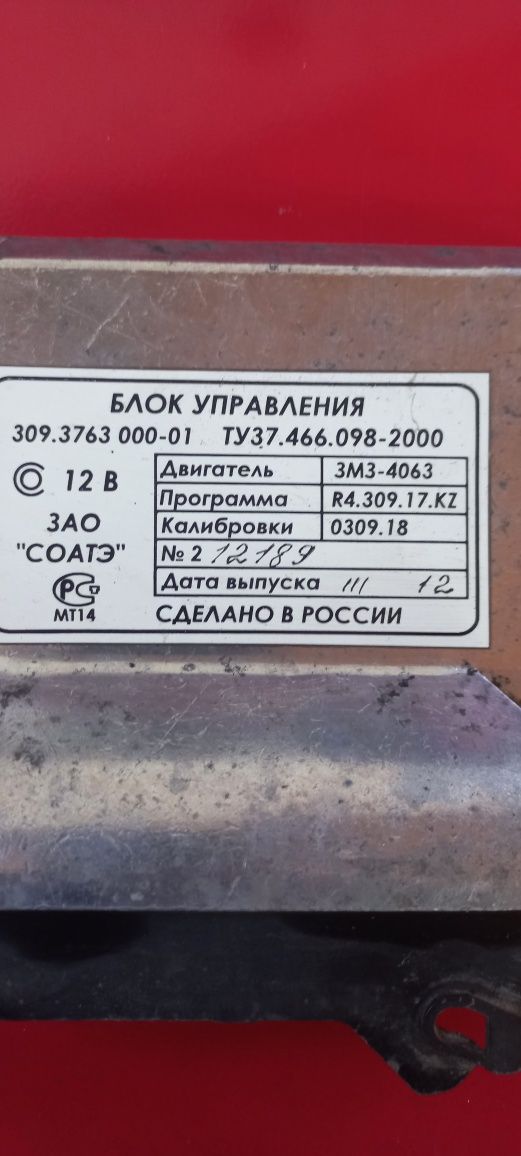 БЛОК УПРАВЛЕНИЯ
309.3763 000-01 ТУ37.466.098-2000
12 В
ЗАО
"СОАТЭ"
РС
МТ14
Двигатель ЗМЗ-4063
Программа R4.309.17.KZ
Калибровки 0309.18
№ 2 12189
Дата выпуска III 12
СДЕЛАНО В РОССИИ